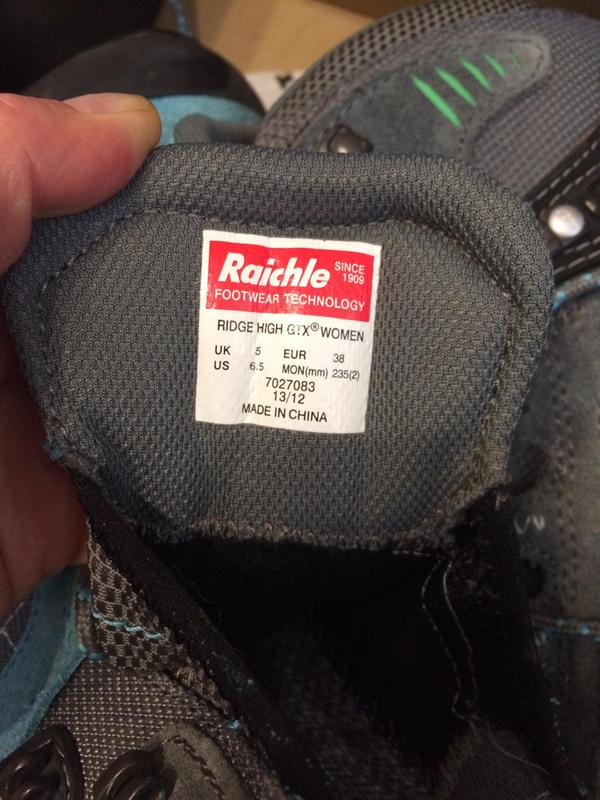 Raichle SINCE 1909
FOOTWEAR TECHNOLOGY
RIDGE HIGH GTX® WOMEN
UK 5 EUR 38
US 6.5 MON(mm) 235(2)
7027083
13/12
MADE IN CHINA